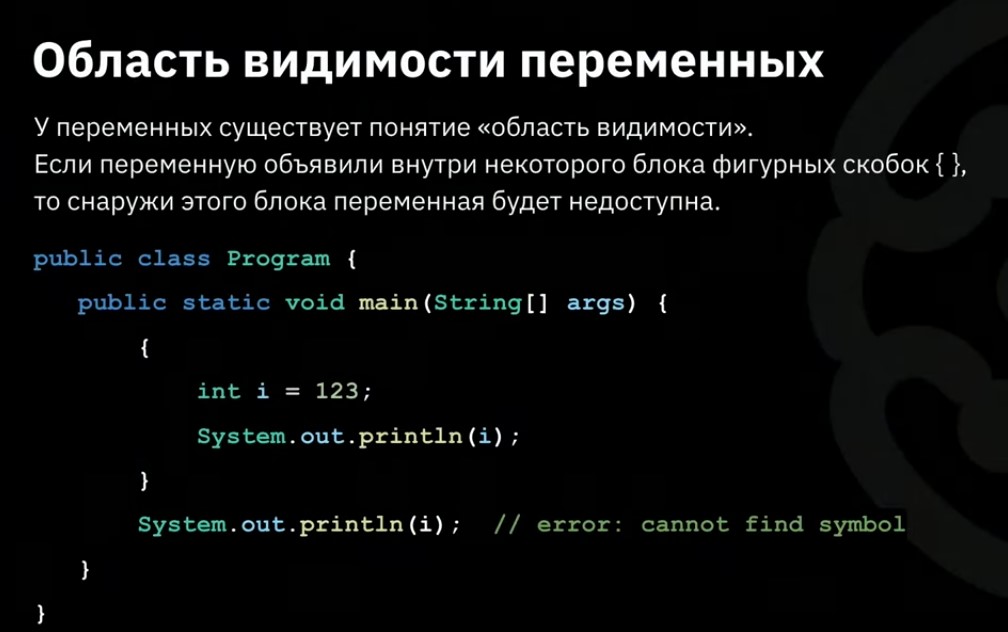 Область видимости переменных
У переменных существует понятие «область видимости».
Если переменную объявили внутри некоторого блока фигурных скобок { },
то снаружи этого блока переменная будет недоступна.
public class Program {
public static void main(String[] args) {
{
int i = 123;
System.out.println(i);
}
System.out.println(i); // error: cannot find symbol
}
}